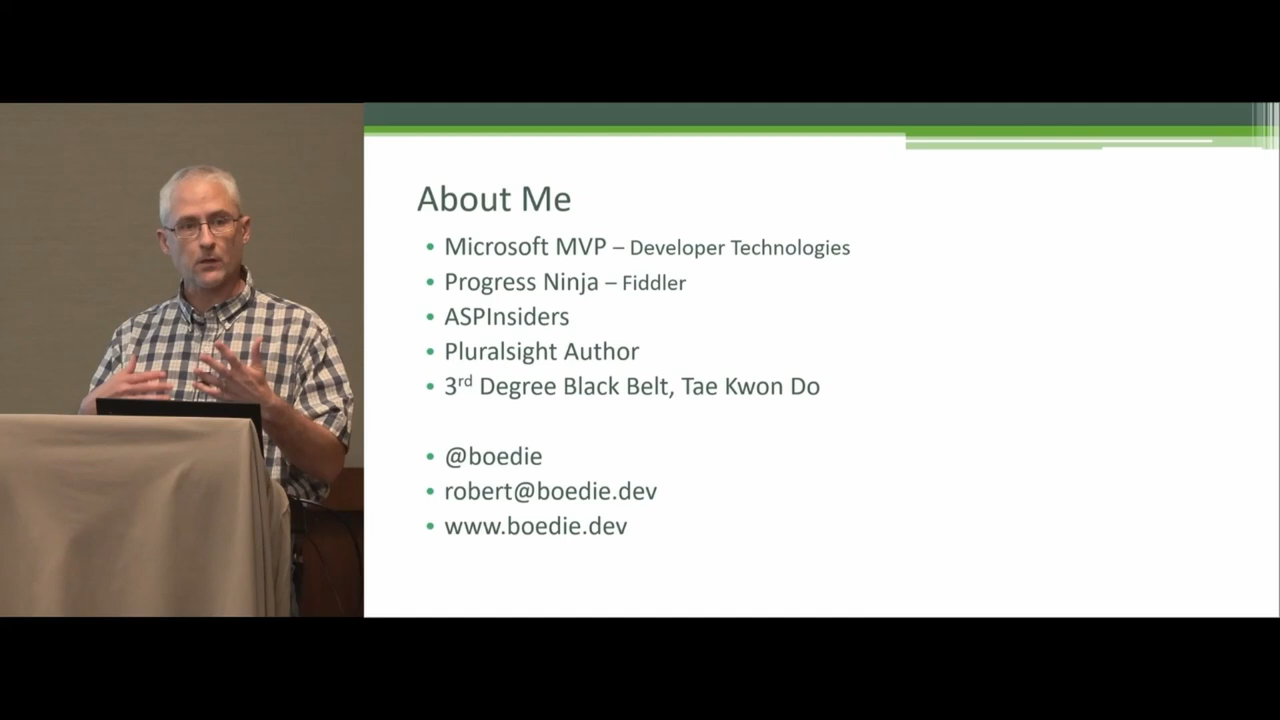 About Me
• Microsoft MVP – Developer Technologies
• Progress Ninja – Fiddler
• ASPInsiders
• Pluralsight Author
• 3rd Degree Black Belt, Tae Kwon Do
• @boedie
• robert@boedie.dev
• www.boedie.dev